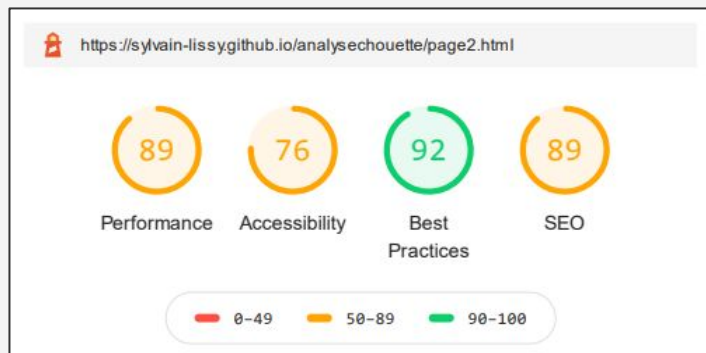 https://sylvain-lissy.github.io/analysechouette/page2.html
89 76 92 89
Performance Accessibility Best Practices SEO
0–49 50–89 90–100